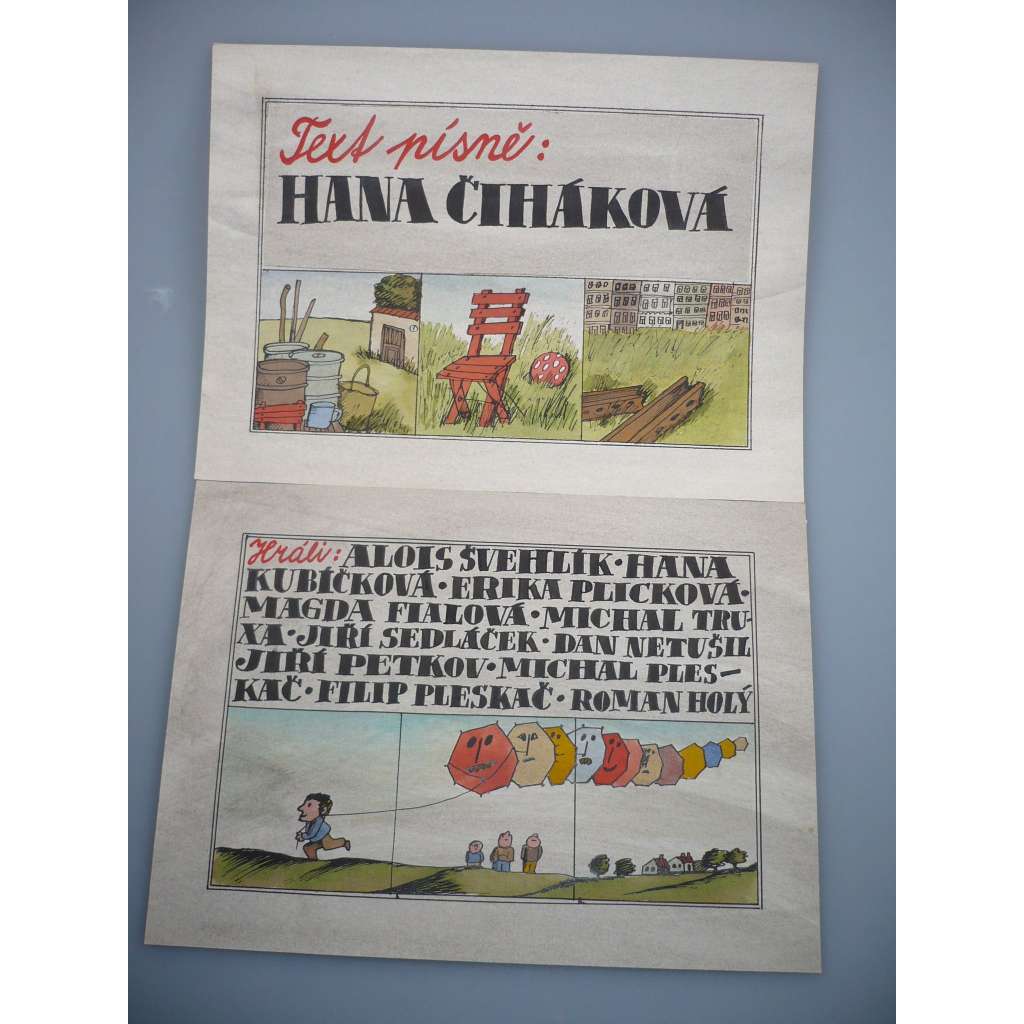 Text písně:
HANA ČIHÁKOVÁ
Hráli: ALOIS ŠVEHLÍK · HANA
KUBÍČKOVÁ · ERIKA PLICKOVÁ ·
MAGDA FIALOVÁ · MICHAL TRU-
XA · JIŘÍ SEDLÁČEK · DAN NETUŠIL
JIŘÍ PETKOV · MICHAL PLES-
KAČ · FILIP PLESKAČ · ROMAN HOLÝ